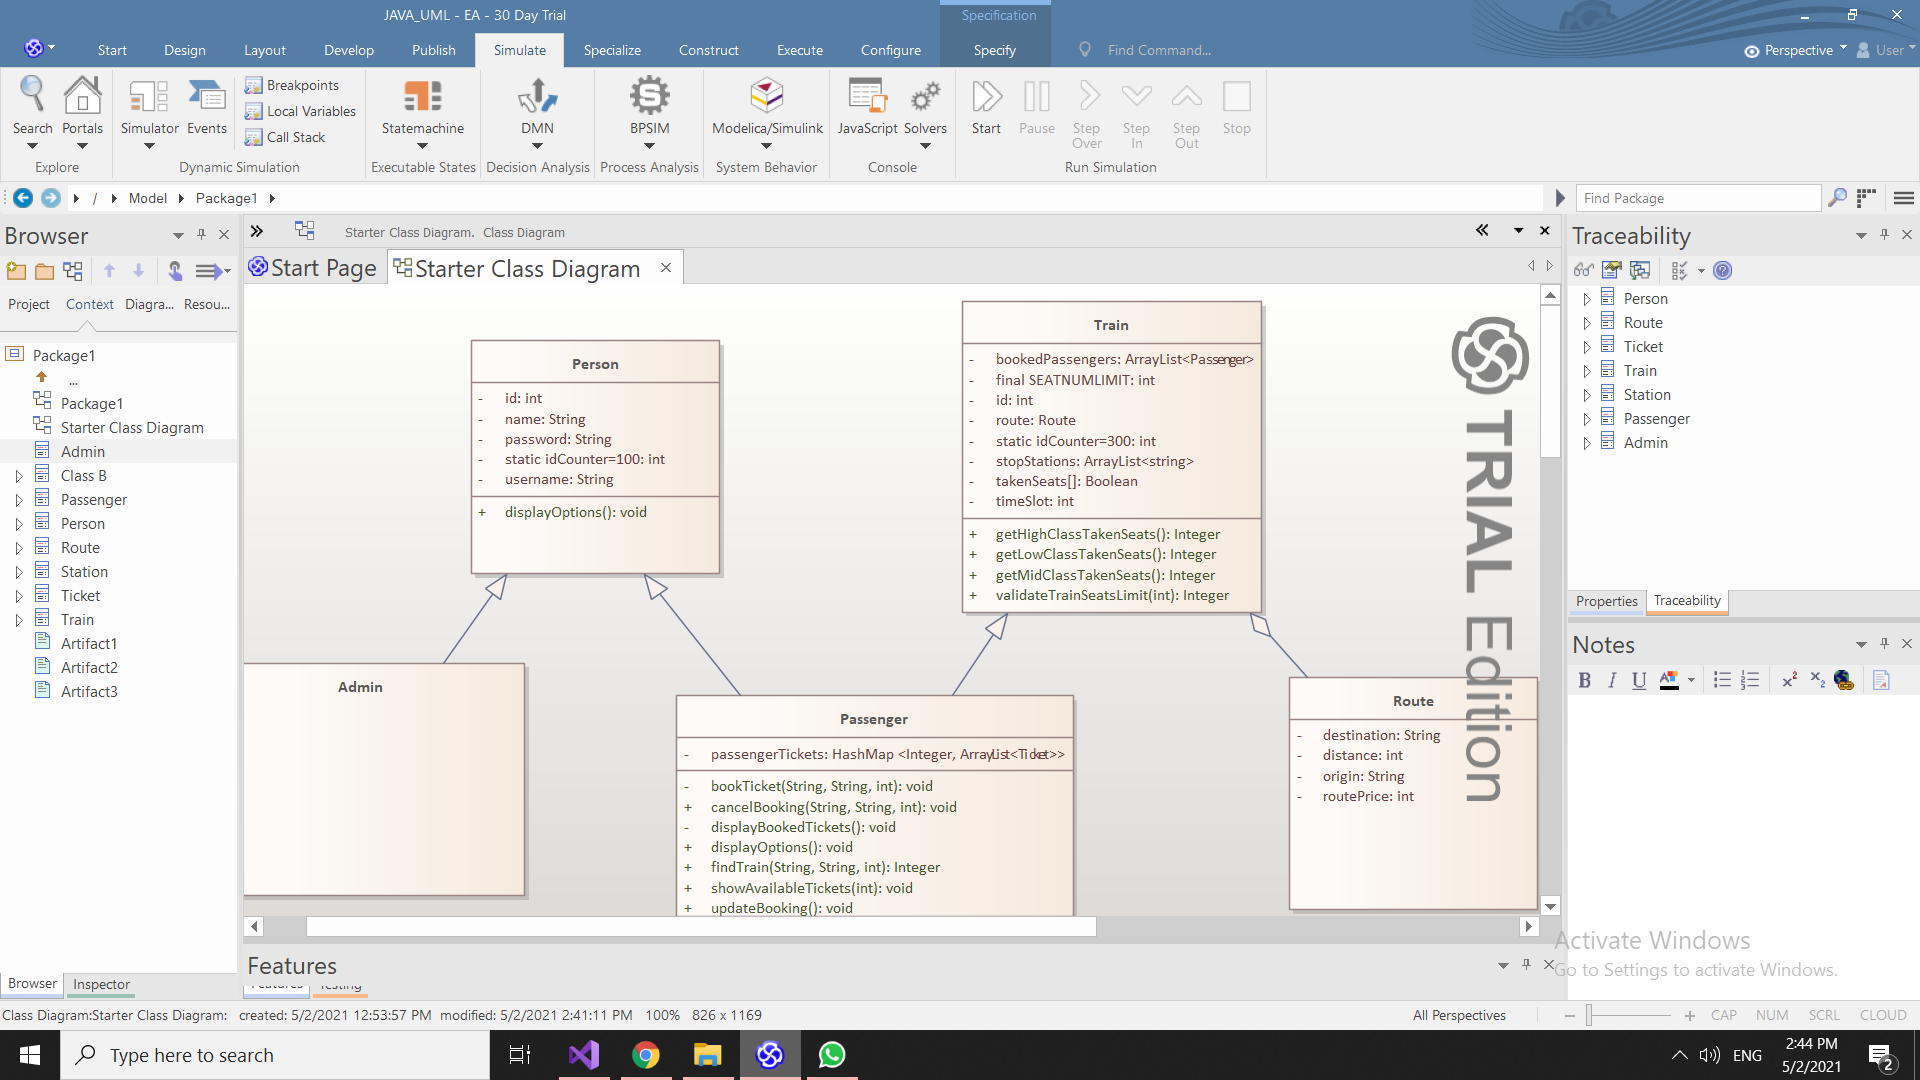 JAVA_UML - EA - 30 Day Trial
Specification
Start Design Layout Develop Publish Simulate Specialize Construct Execute Configure Specify
Find Command...
Perspective
User
Search
Portals
Explore
Simulator
Events
Breakpoints
Local Variables
Call Stack
Dynamic Simulation
Statemachine
Executable States
DMN
Decision Analysis
BPSIM
Process Analysis
Modelica/Simulink
System Behavior
JavaScript
Solvers
Console
Start
Pause
Step Over
Step In
Step Out
Stop
Run Simulation
/ Model Package1
Find Package
Browser
Project Context Diagra... Resou...
Package1
...
Package1
Starter Class Diagram
Admin
Class B
Passenger
Person
Route
Station
Ticket
Train
Artifact1
Artifact2
Artifact3
Browser Inspector
Starter Class Diagram. Class Diagram
Start Page
Starter Class Diagram
Person
- id: int
- name: String
- password: String
- static idCounter=100: int
- username: String
+ displayOptions(): void
Train
- bookedPassengers: ArrayList<Passenger>
- final SEATNUMLIMIT: int
- id: int
- route: Route
- static idCounter=300: int
- stopStations: ArrayList<string>
- takenSeats[]: Boolean
- timeSlot: int
+ getHighClassTakenSeats(): Integer
+ getLowClassTakenSeats(): Integer
+ getMidClassTakenSeats(): Integer
+ validateTrainSeatsLimit(int): Integer
Admin
Passenger
- passengerTickets: HashMap <Integer, ArrayList<Ticket>>
- bookTicket(String, String, int): void
+ cancelBooking(String, String, int): void
- displayBookedTickets(): void
+ displayOptions(): void
+ findTrain(String, String, int): Integer
+ showAvailableTickets(int): void
+ updateBooking(): void
Route
- destination: String
- distance: int
- origin: String
- routePrice: int
TRIAL Edition
Features
Features Testing
Traceability
Person
Route
Ticket
Train
Station
Passenger
Admin
Properties Traceability
Notes
B I U A
Activate Windows
Go to Settings to activate Windows.
Class Diagram:Starter Class Diagram: created: 5/2/2021 12:53:57 PM modified: 5/2/2021 2:41:11 PM 100% 826 x 1169
All Perspectives
CAP NUM SCRL CLOUD
Type here to search
ENG
2:44 PM
5/2/2021
2